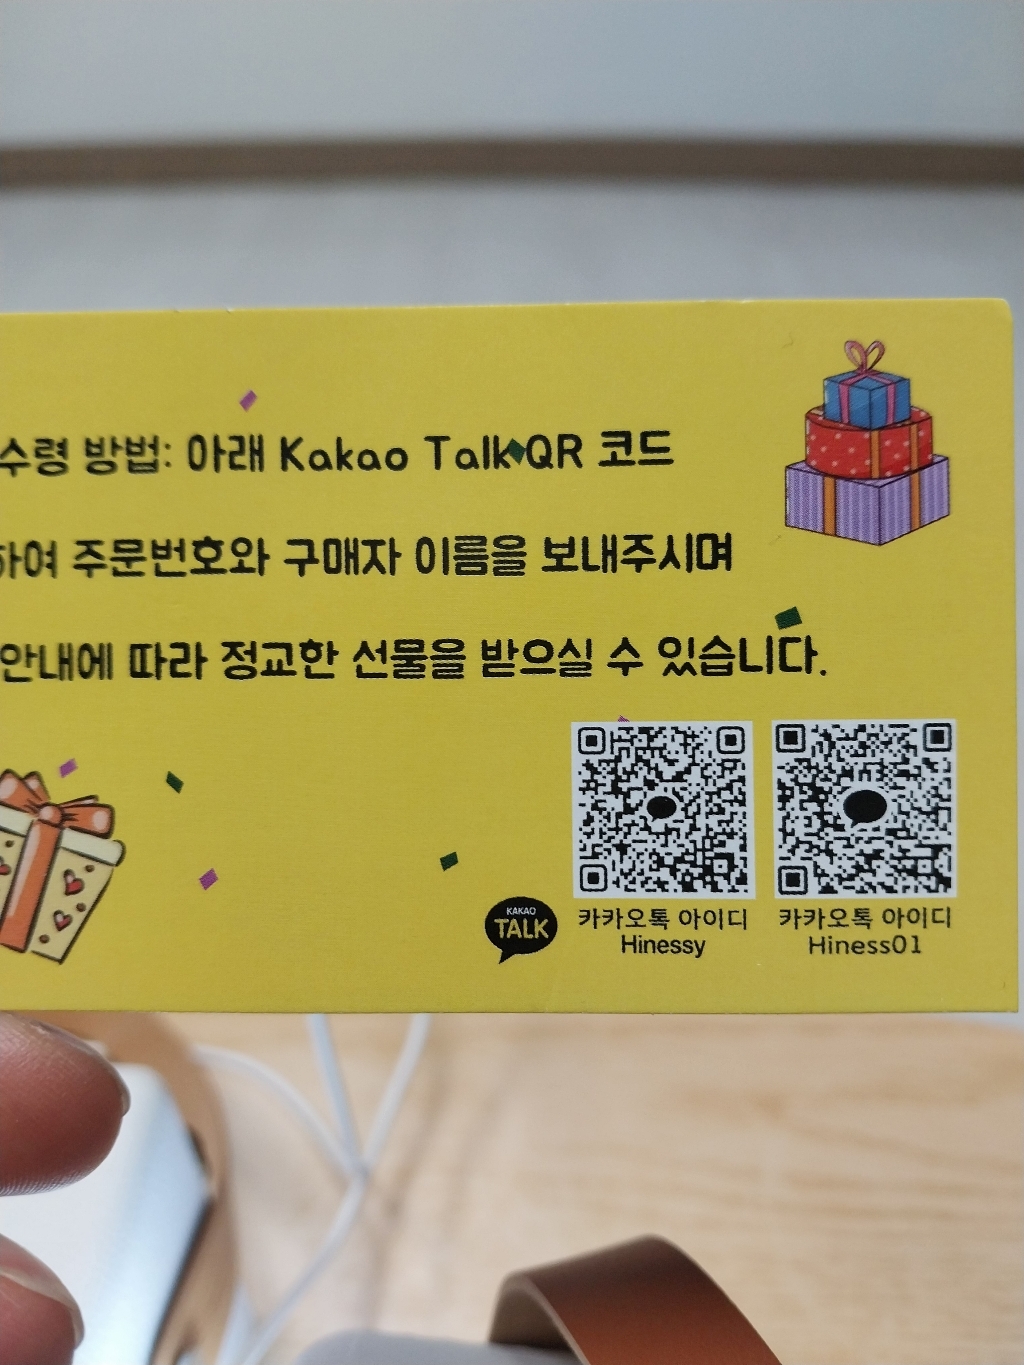 수령 방법: 아래 Kakao Talk QR 코드
하여 주문번호와 구매자 이름을 보내주시며
안내에 따라 정교한 선물을 받으실 수 있습니다.
KAKAO
TALK
카카오톡 아이디
Hinessy
카카오톡 아이디
Hiness01